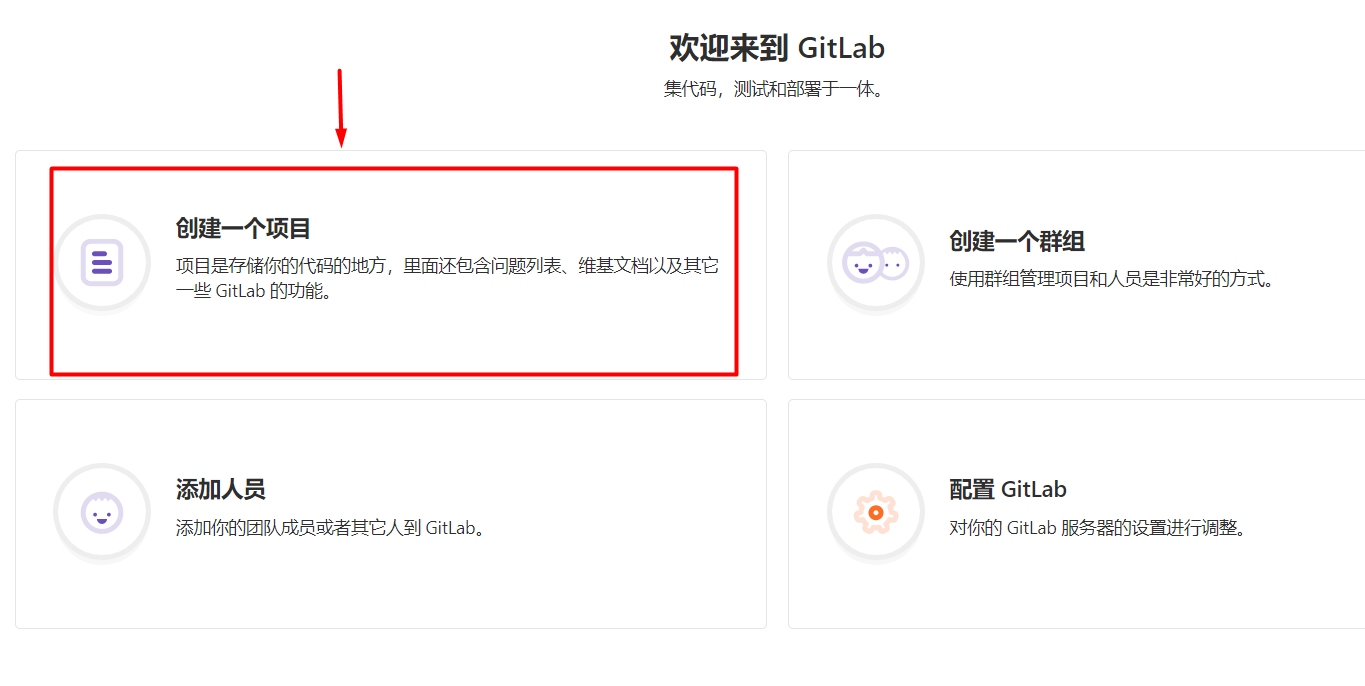 欢迎来到 GitLab
集代码，测试和部署于一体。
创建一个项目
项目是存储你的代码的地方，里面还包含问题列表、维基文档以及其它
一些 GitLab 的功能。
创建一个群组
使用群组管理项目和人员是非常好的方式。
添加人员
添加你的团队成员或者其它人到 GitLab。
配置 GitLab
对你的 GitLab 服务器的设置进行调整。